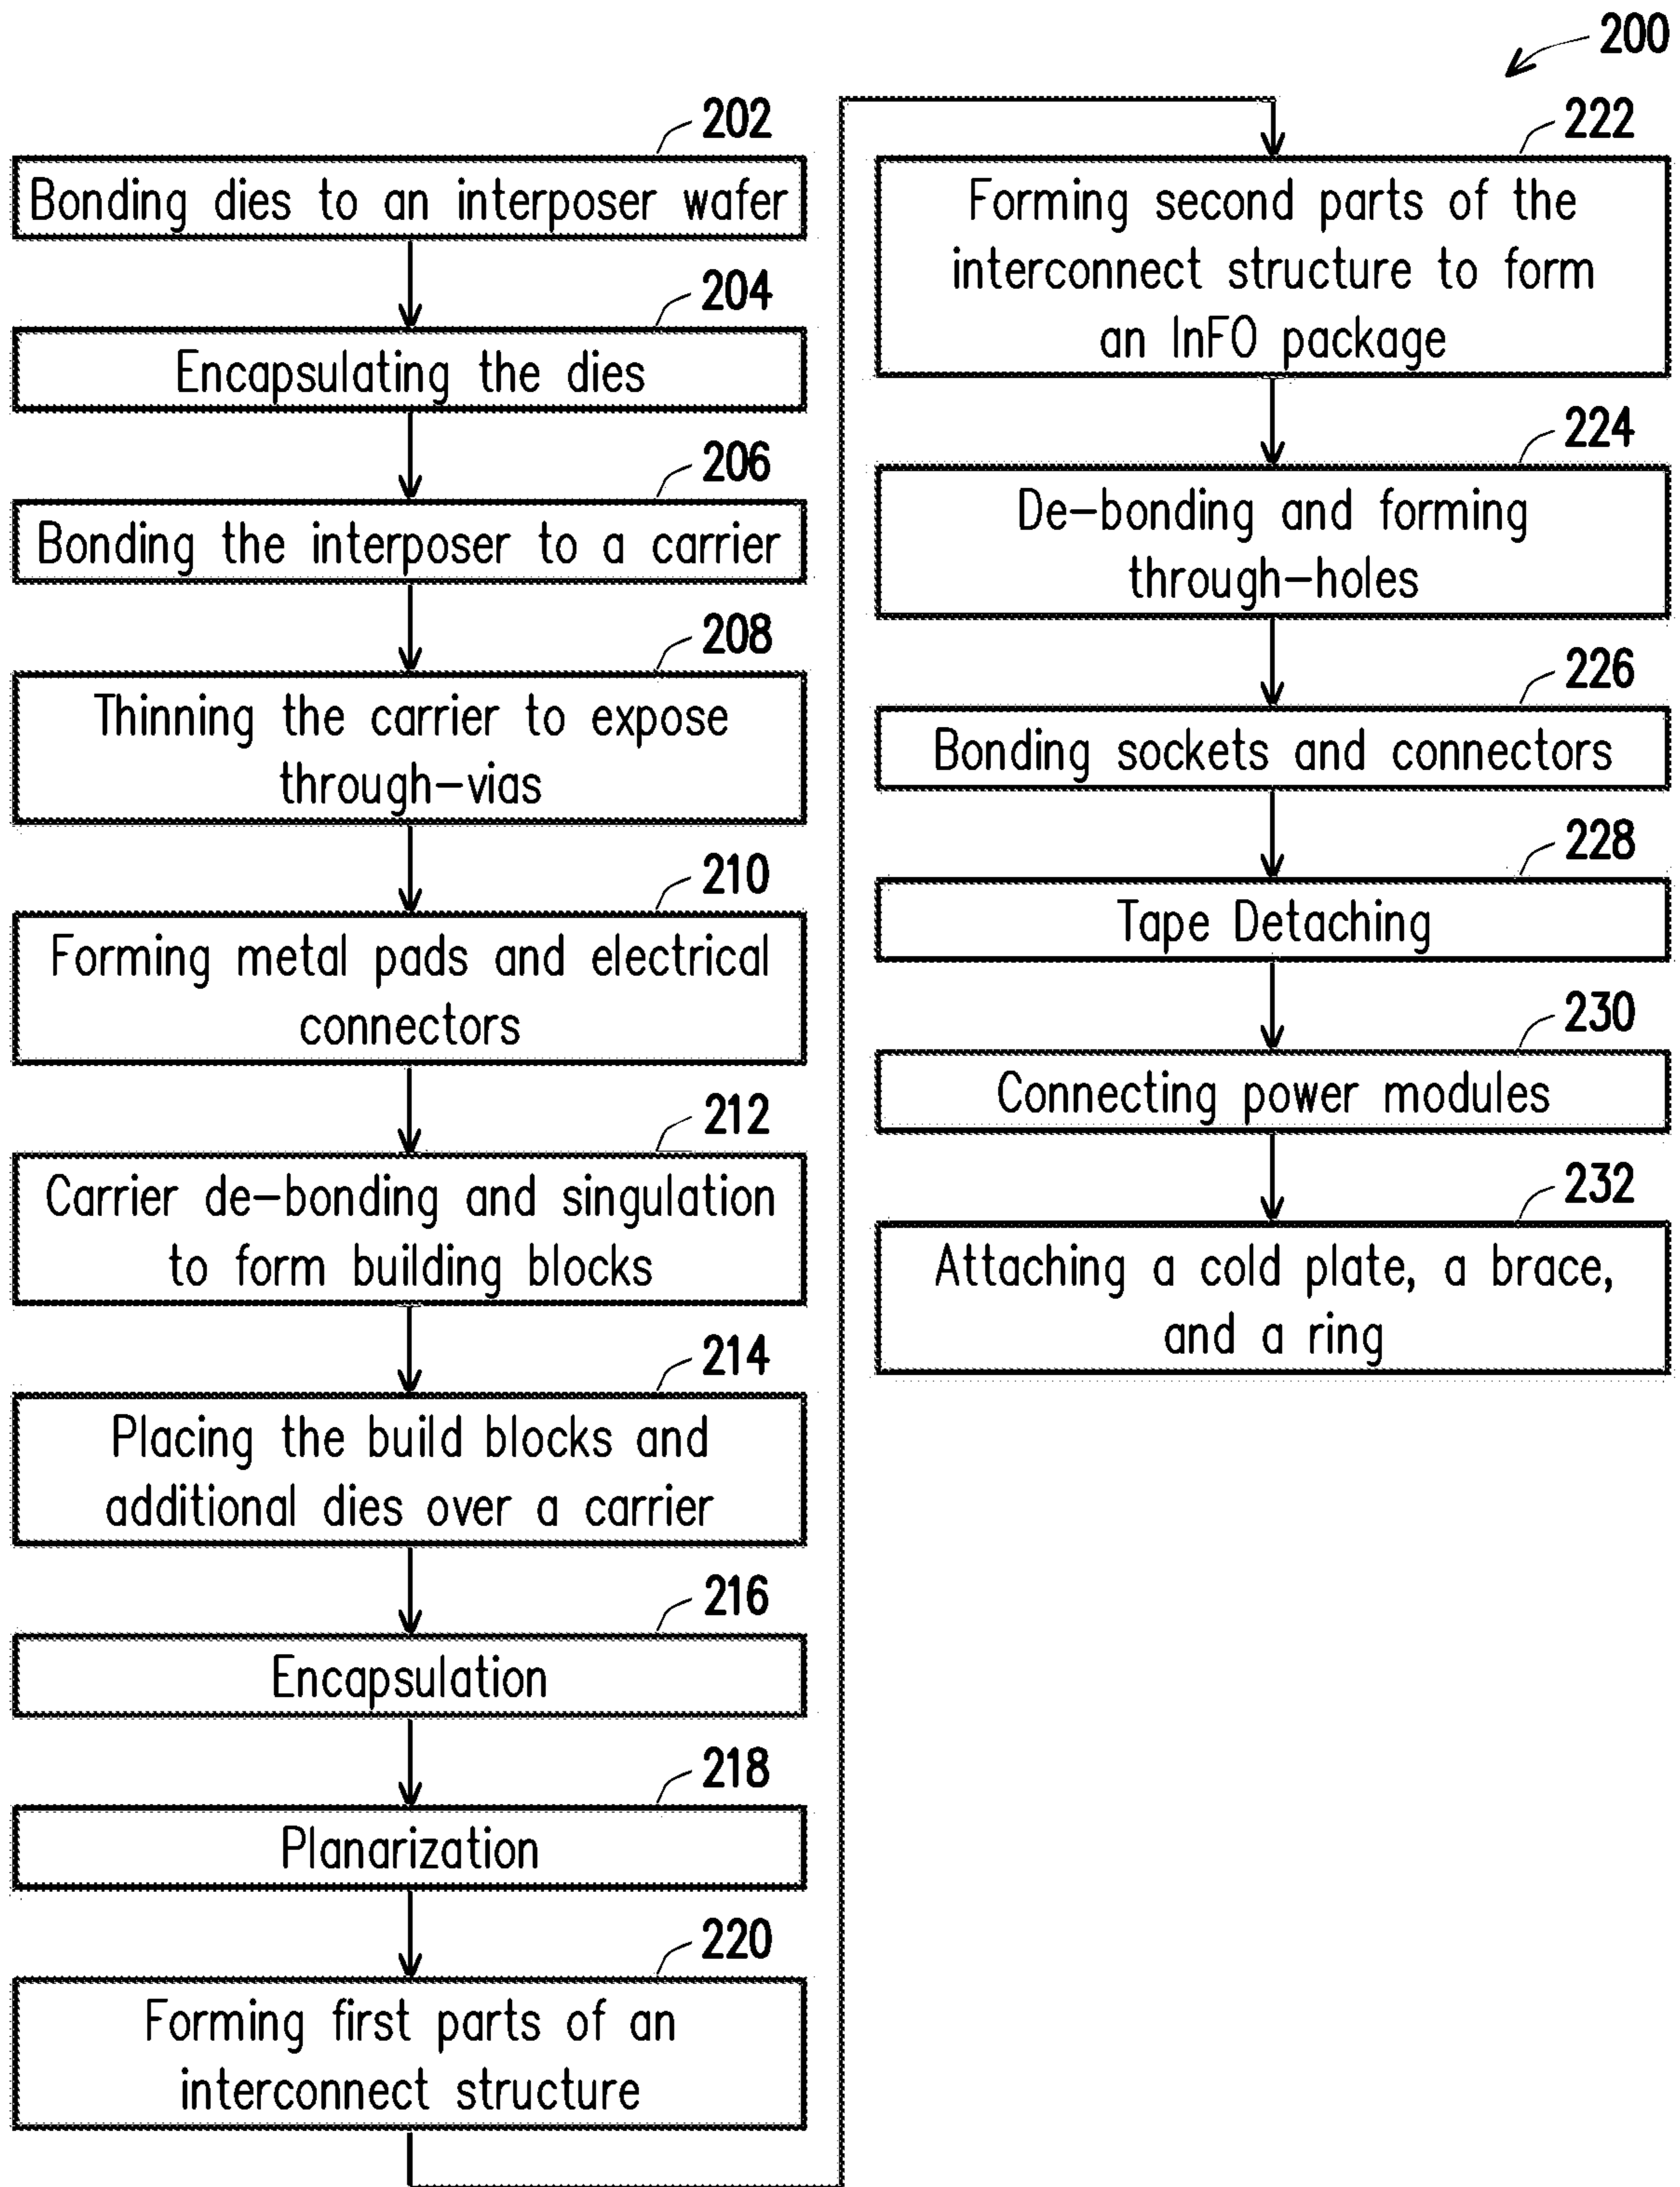 200
202
Bonding dies to an interposer wafer
204
Encapsulating the dies
206
Bonding the interposer to a carrier
208
Thinning the carrier to expose
through-vias
210
Forming metal pads and electrical
connectors
212
Carrier de-bonding and singulation
to form building blocks
214
Placing the build blocks and
additional dies over a carrier
216
Encapsulation
218
Planarization
220
Forming first parts of an
interconnect structure
222
Forming second parts of the
interconnect structure to form
an InFO package
224
De-bonding and forming
through-holes
226
Bonding sockets and connectors
228
Tape Detaching
230
Connecting power modules
232
Attaching a cold plate, a brace,
and a ring